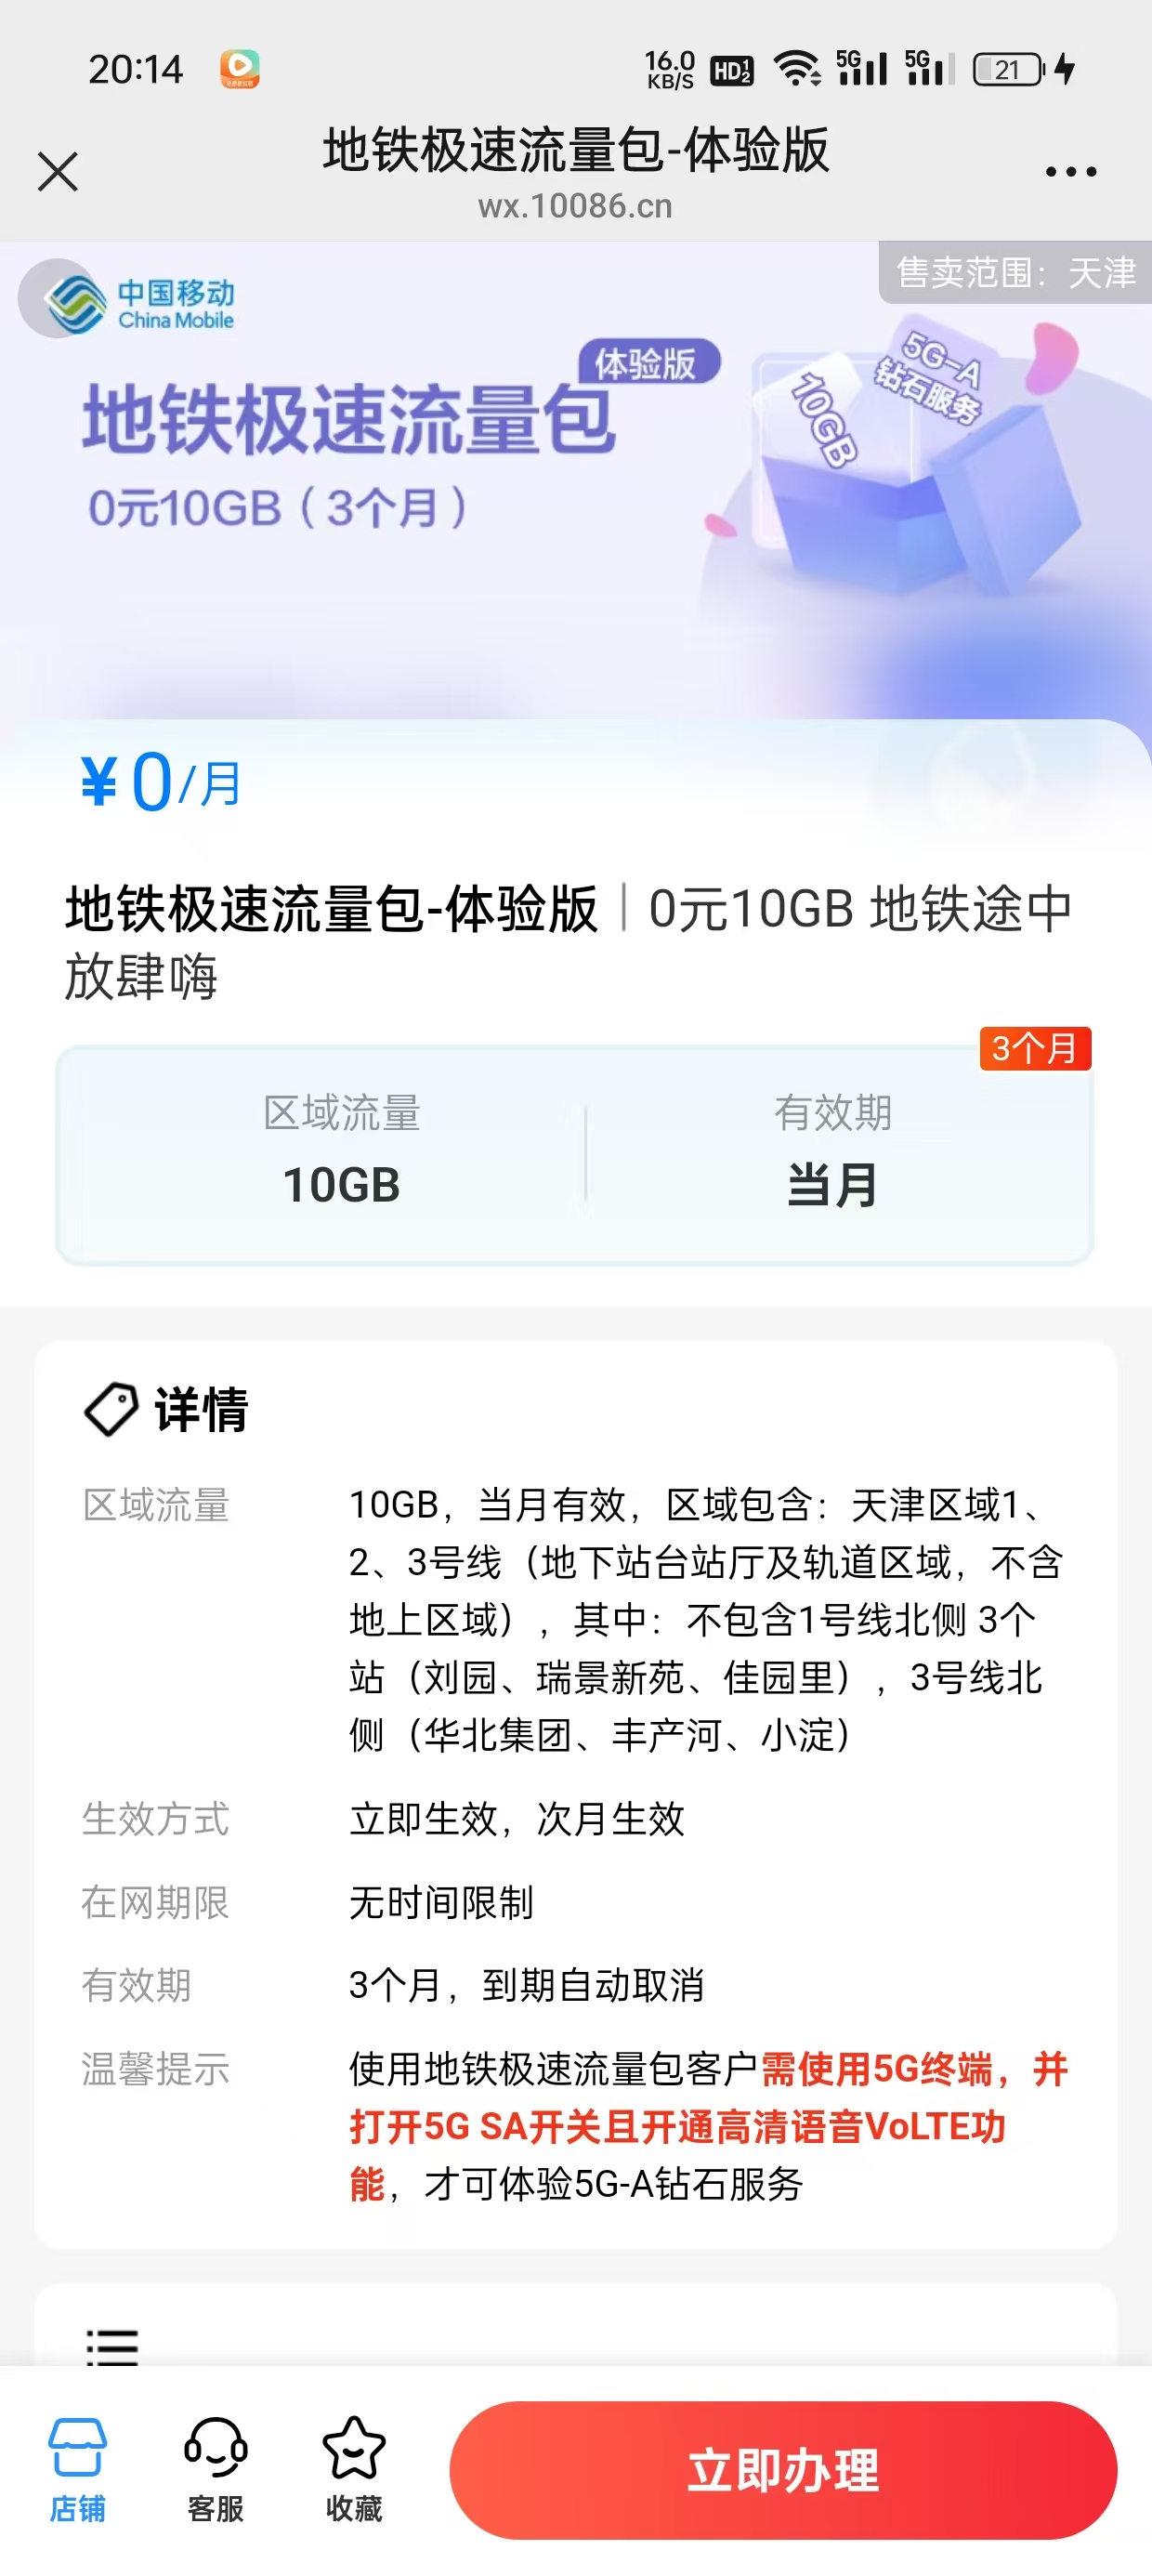 20:14
16.0 KB/S HD 1 2 5G 5G 21
地铁极速流量包-体验版
wx.10086.cn
售卖范围：天津
中国移动
China Mobile
体验版
地铁极速流量包
0元10GB（3个月）
10GB
5G-A
钻石服务
¥0/月
地铁极速流量包-体验版｜0元10GB 地铁途中
放肆嗨
3个月
区域流量 有效期
10GB 当月
详情
区域流量 10GB，当月有效，区域包含：天津区域1、
2、3号线（地下站台站厅及轨道区域，不含
地上区域），其中：不包含1号线北侧 3个
站（刘园、瑞景新苑、佳园里），3号线北
侧（华北集团、丰产河、小淀）
生效方式 立即生效，次月生效
在网期限 无时间限制
有效期 3个月，到期自动取消
温馨提示 使用地铁极速流量包客户需使用5G终端，并
打开5G SA开关且开通高清语音VoLTE功
能，才可体验5G-A钻石服务
店铺 客服 收藏 立即办理